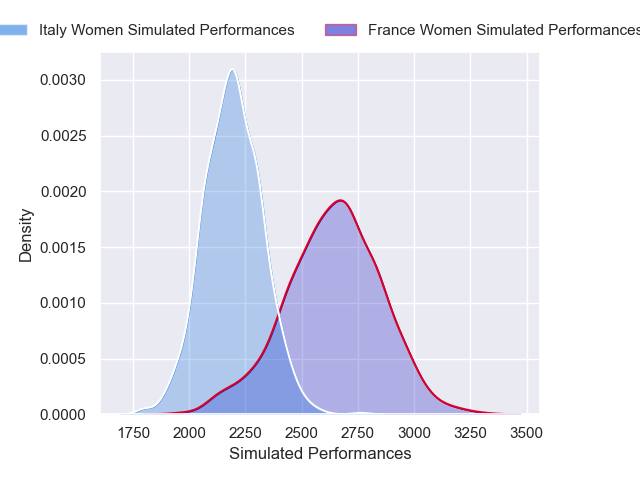 Italy Women Simulated Performances France Women Simulated Performances
0.0030
0.0025
0.0020
0.0015
0.0010
0.0005
0.0000
Density
1750 2000 2250 2500 2750 3000 3250 3500
Simulated Performances